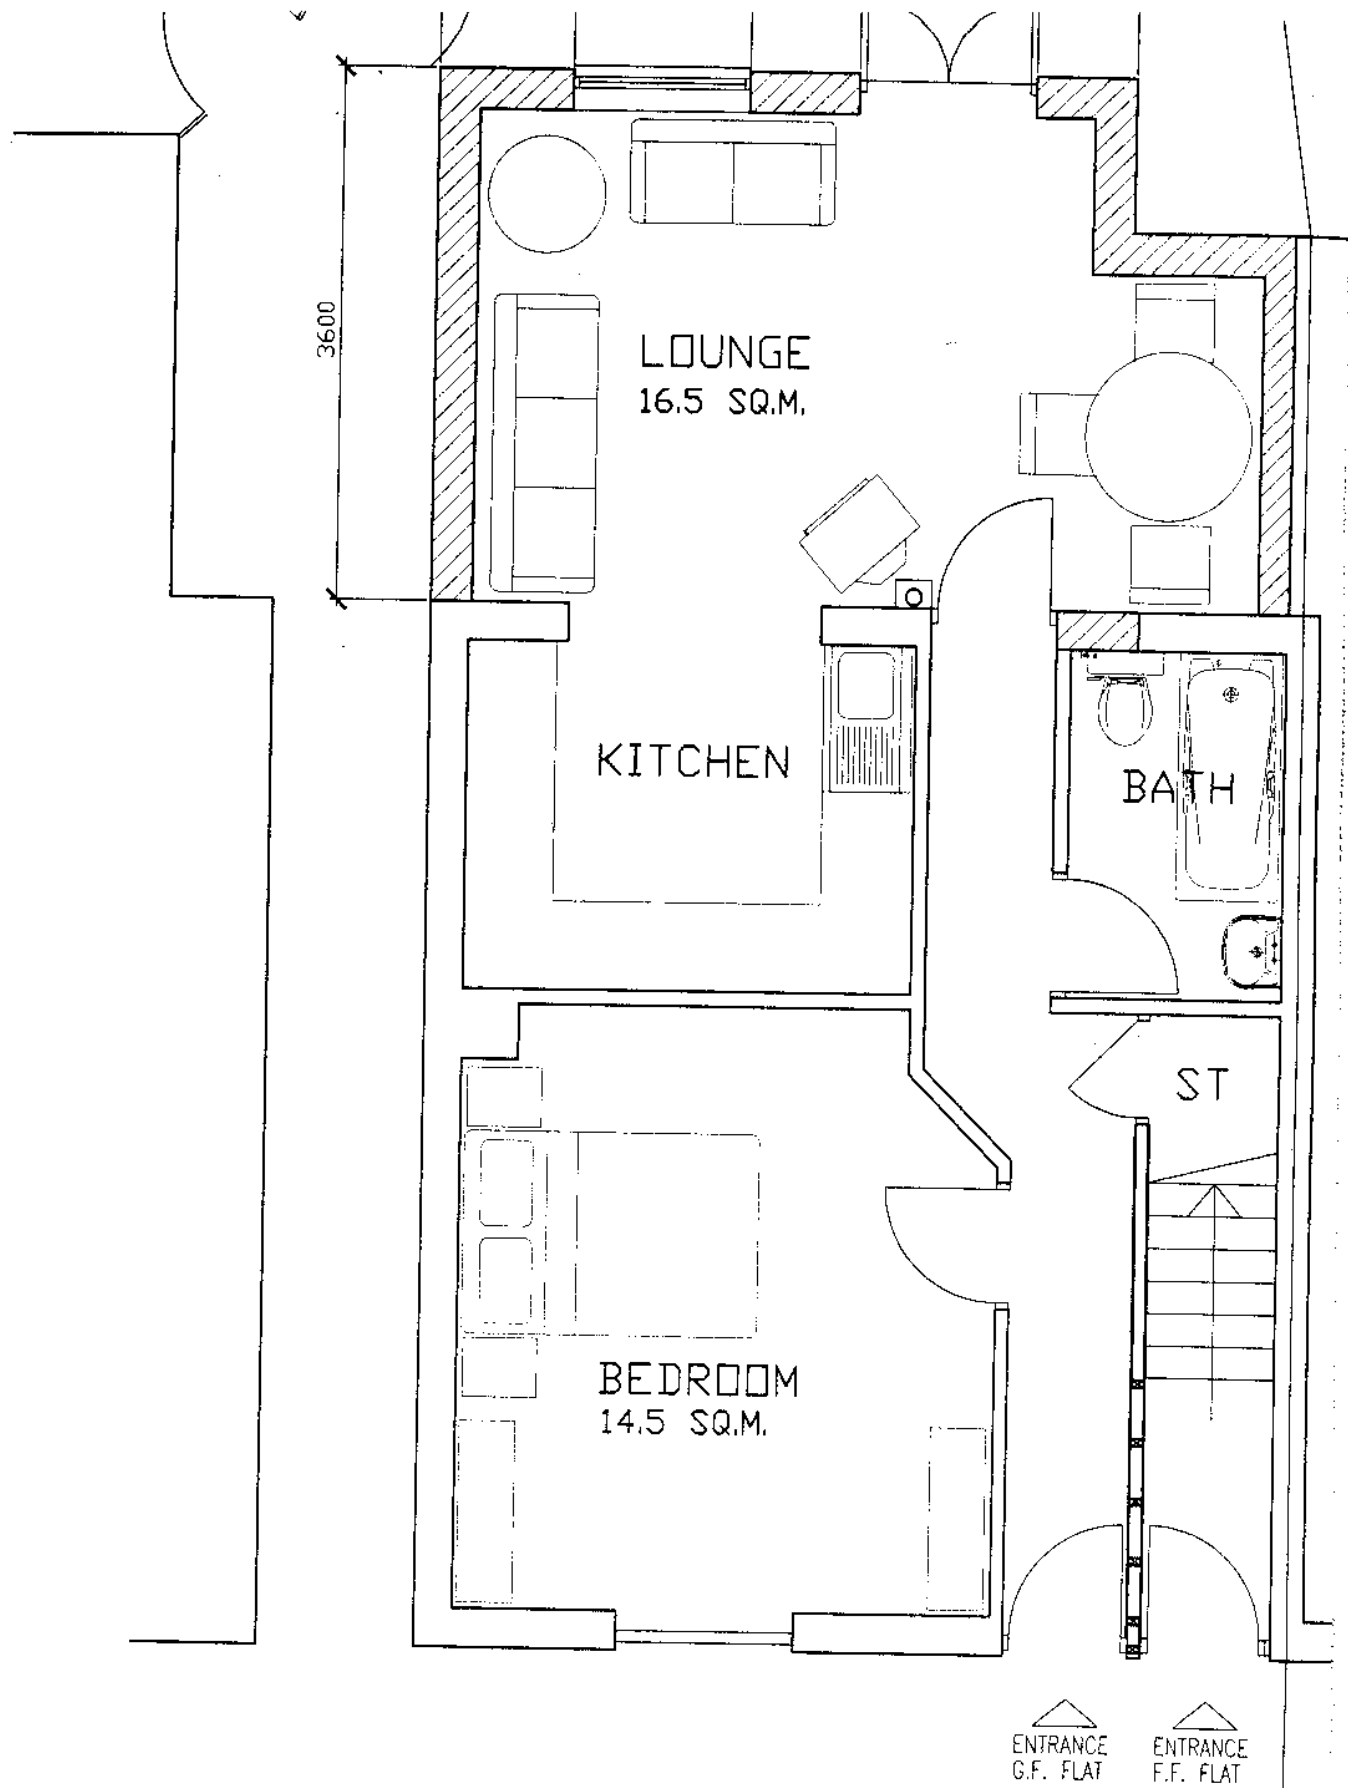 3600
LOUNGE
16.5 SQ.M.
KITCHEN
BATH
ST
BEDROOM
14.5 SQ.M.
ENTRANCE
G.F. FLAT
ENTRANCE
F.F. FLAT